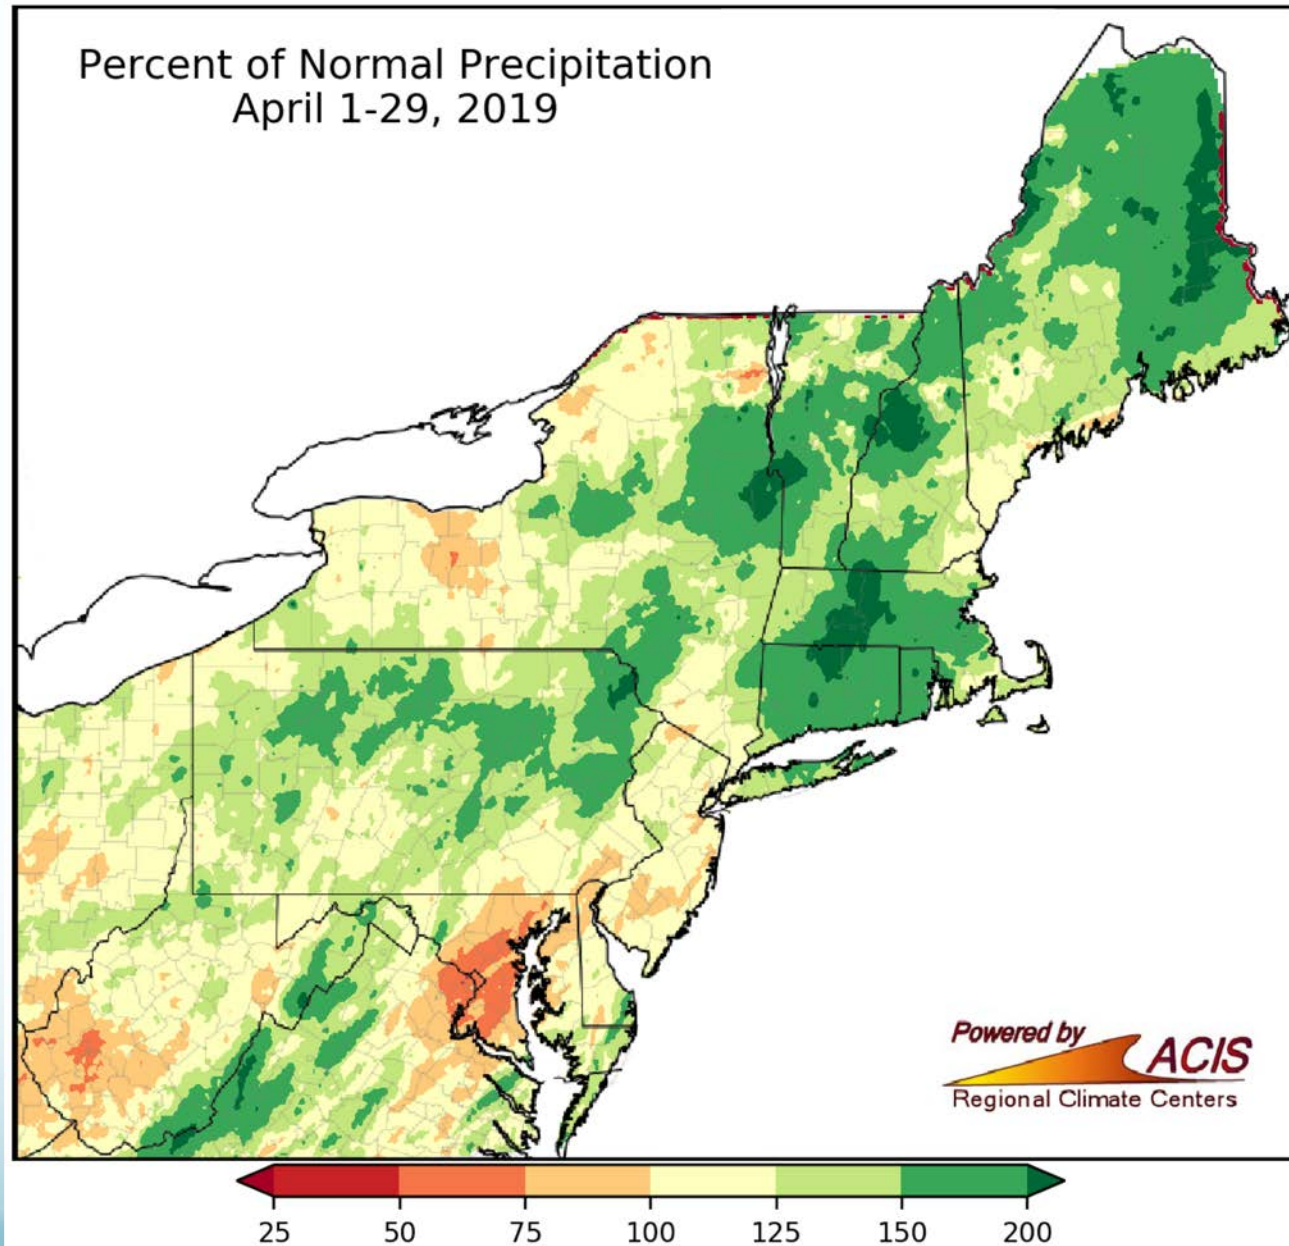 Percent of Normal Precipitation
April 1-29, 2019
Powered by
ACIS
Regional Climate Centers
25 50 75 100 125 150 200